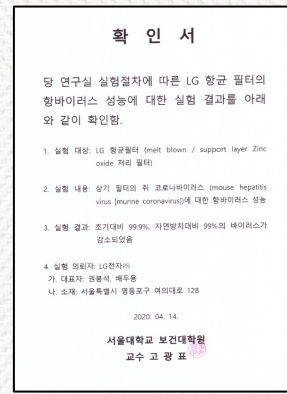 확 인 서
당 연구실 실험절차에 따른 LG 항균 필터의
항바이러스 성능에 대한 실험 결과를 아래
와 같이 확인함.
1. 실험 대상: LG 항균필터 (melt blown / support layer Zinc
oxide 처리 필터)
2. 실험 내용: 상기 필터의 쥐 코로나바이러스 (mouse hepatitis
virus [murine coronavirus])에 대한 항바이러스 성능
3. 실험 결과: 초기대비 99.9%, 자연방치대비 99%의 바이러스가
감소되었음
4. 실험 의뢰자: LG전자㈜
가. 대표자: 권봉석, 배두용
나. 소재: 서울특별시 영등포구 여의대로 128
2020. 04. 14.
서울대학교 보건대학원
교수 고 광 표